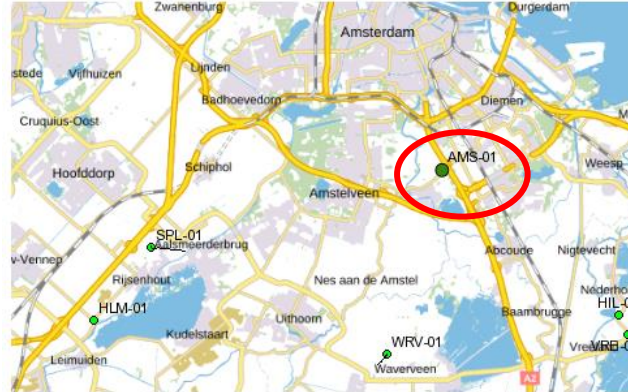 Zwanenburg
Durgerdam
Amsterdam
stede
Vijfhuizen
Lijnden
Badhoevedorp
Diemen
Cruquius-Oost
Schiphol
AMS-01
Weesp
Hoofddorp
Amstelveen
SPL-01
Aalsmeerderbrug
Abcoude
Nigtevecht
w-Vennep
Rijsenhout
Nes aan de Amstel
Nederho
HLM-01
Uithoorn
Baambrugge
HIL-0
Kudelstaart
WRV-01
Vreeland
VRE-0
Leimuiden
Waverveen
A2